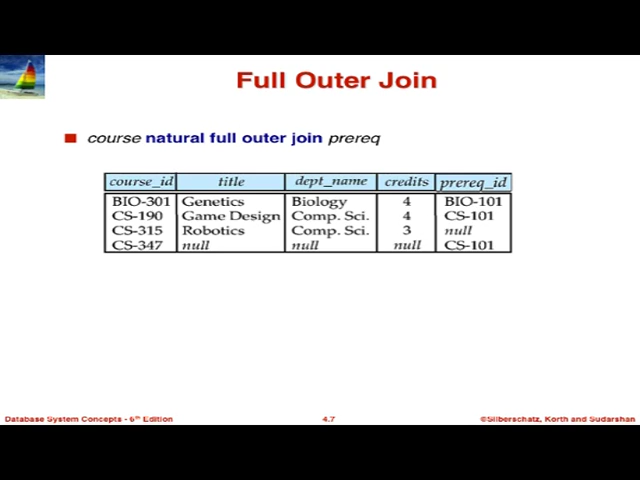 Full Outer Join
course natural full outer join prereq
course_id title dept_name credits prereq_id
BIO-301 Genetics Biology 4 BIO-101
CS-190 Game Design Comp. Sci. 4 CS-101
CS-315 Robotics Comp. Sci. 3 null
CS-347 null null null CS-101
Database System Concepts - 6th Edition 4.7 ©Silberschatz, Korth and Sudarshan